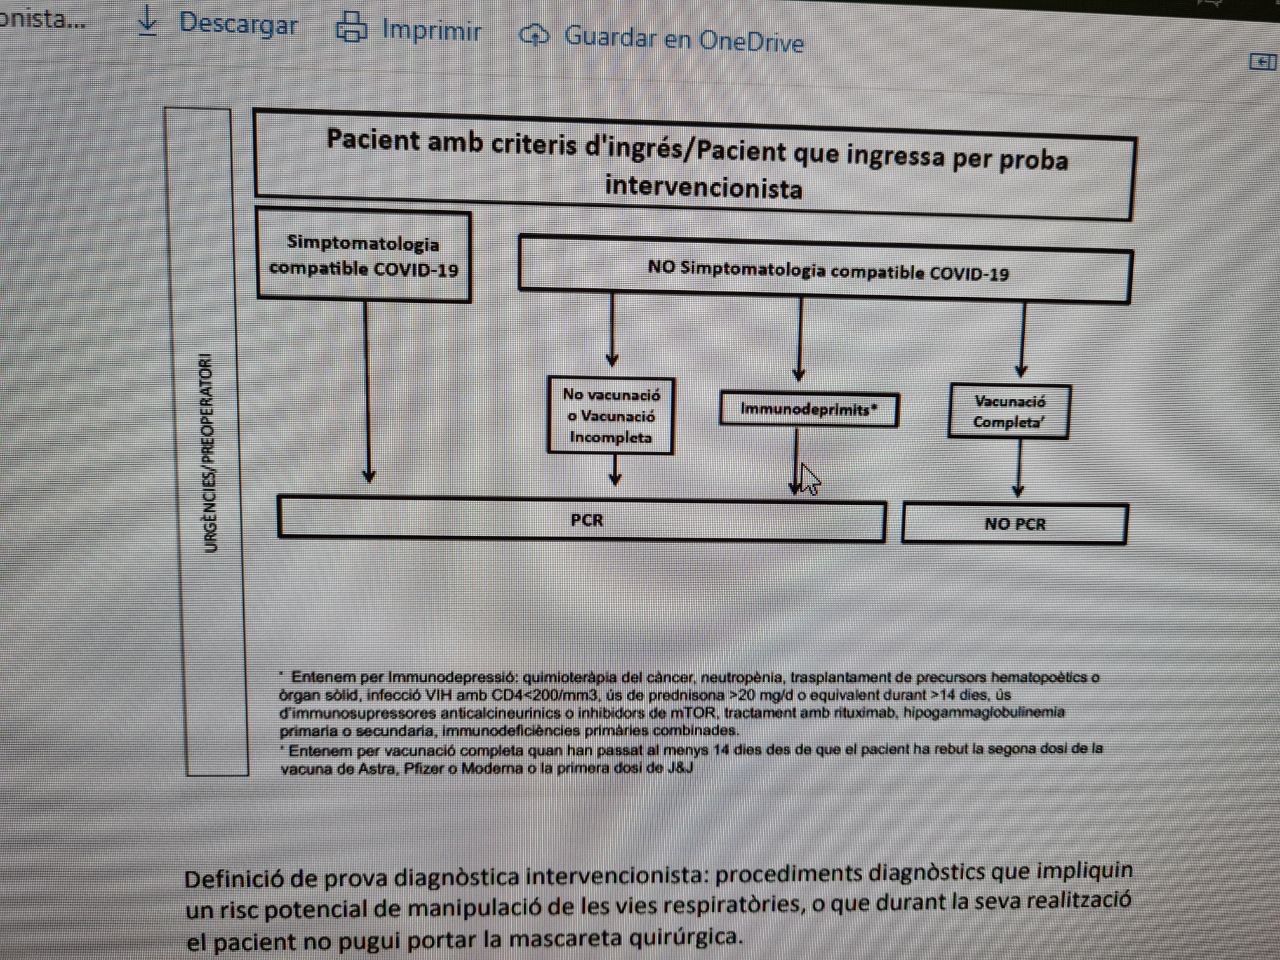 onista...
Descargar
Imprimir
Guardar en OneDrive
Pacient amb criteris d'ingrés/Pacient que ingressa per proba
intervencionista
Simptomatologia
compatible COVID-19
NO Simptomatologia compatible COVID-19
No vacunació
o Vacunació
Incompleta
Immunodeprimits*
Vacunació
Completa'
PCR
NO PCR
URGÈNCIES/PREOPERATORI
* Entenem per Immunodepressió: quimioteràpia del càncer, neutropènia, trasplantament de precursors hematopoètics o
òrgan sòlid, infecció VIH amb CD4<200/mm3, ús de prednisona >20 mg/d o equivalent durant >14 dies, ús
d'immunosupressores anticalcineurinics o inhibidors de mTOR, tractament amb rituximab, hipogammaglobulinemia
primaria o secundaria, immunodeficiències primàries combinades.
' Entenem per vacunació completa quan han passat al menys 14 dies des de que el pacient ha rebut la segona dosi de la
vacuna de Astra, Pfizer o Moderna o la primera dosi de J&J
Definició de prova diagnòstica intervencionista: procediments diagnòstics que impliquin
un risc potencial de manipulació de les vies respiratòries, o que durant la seva realització
el pacient no pugui portar la mascareta quirúrgica.